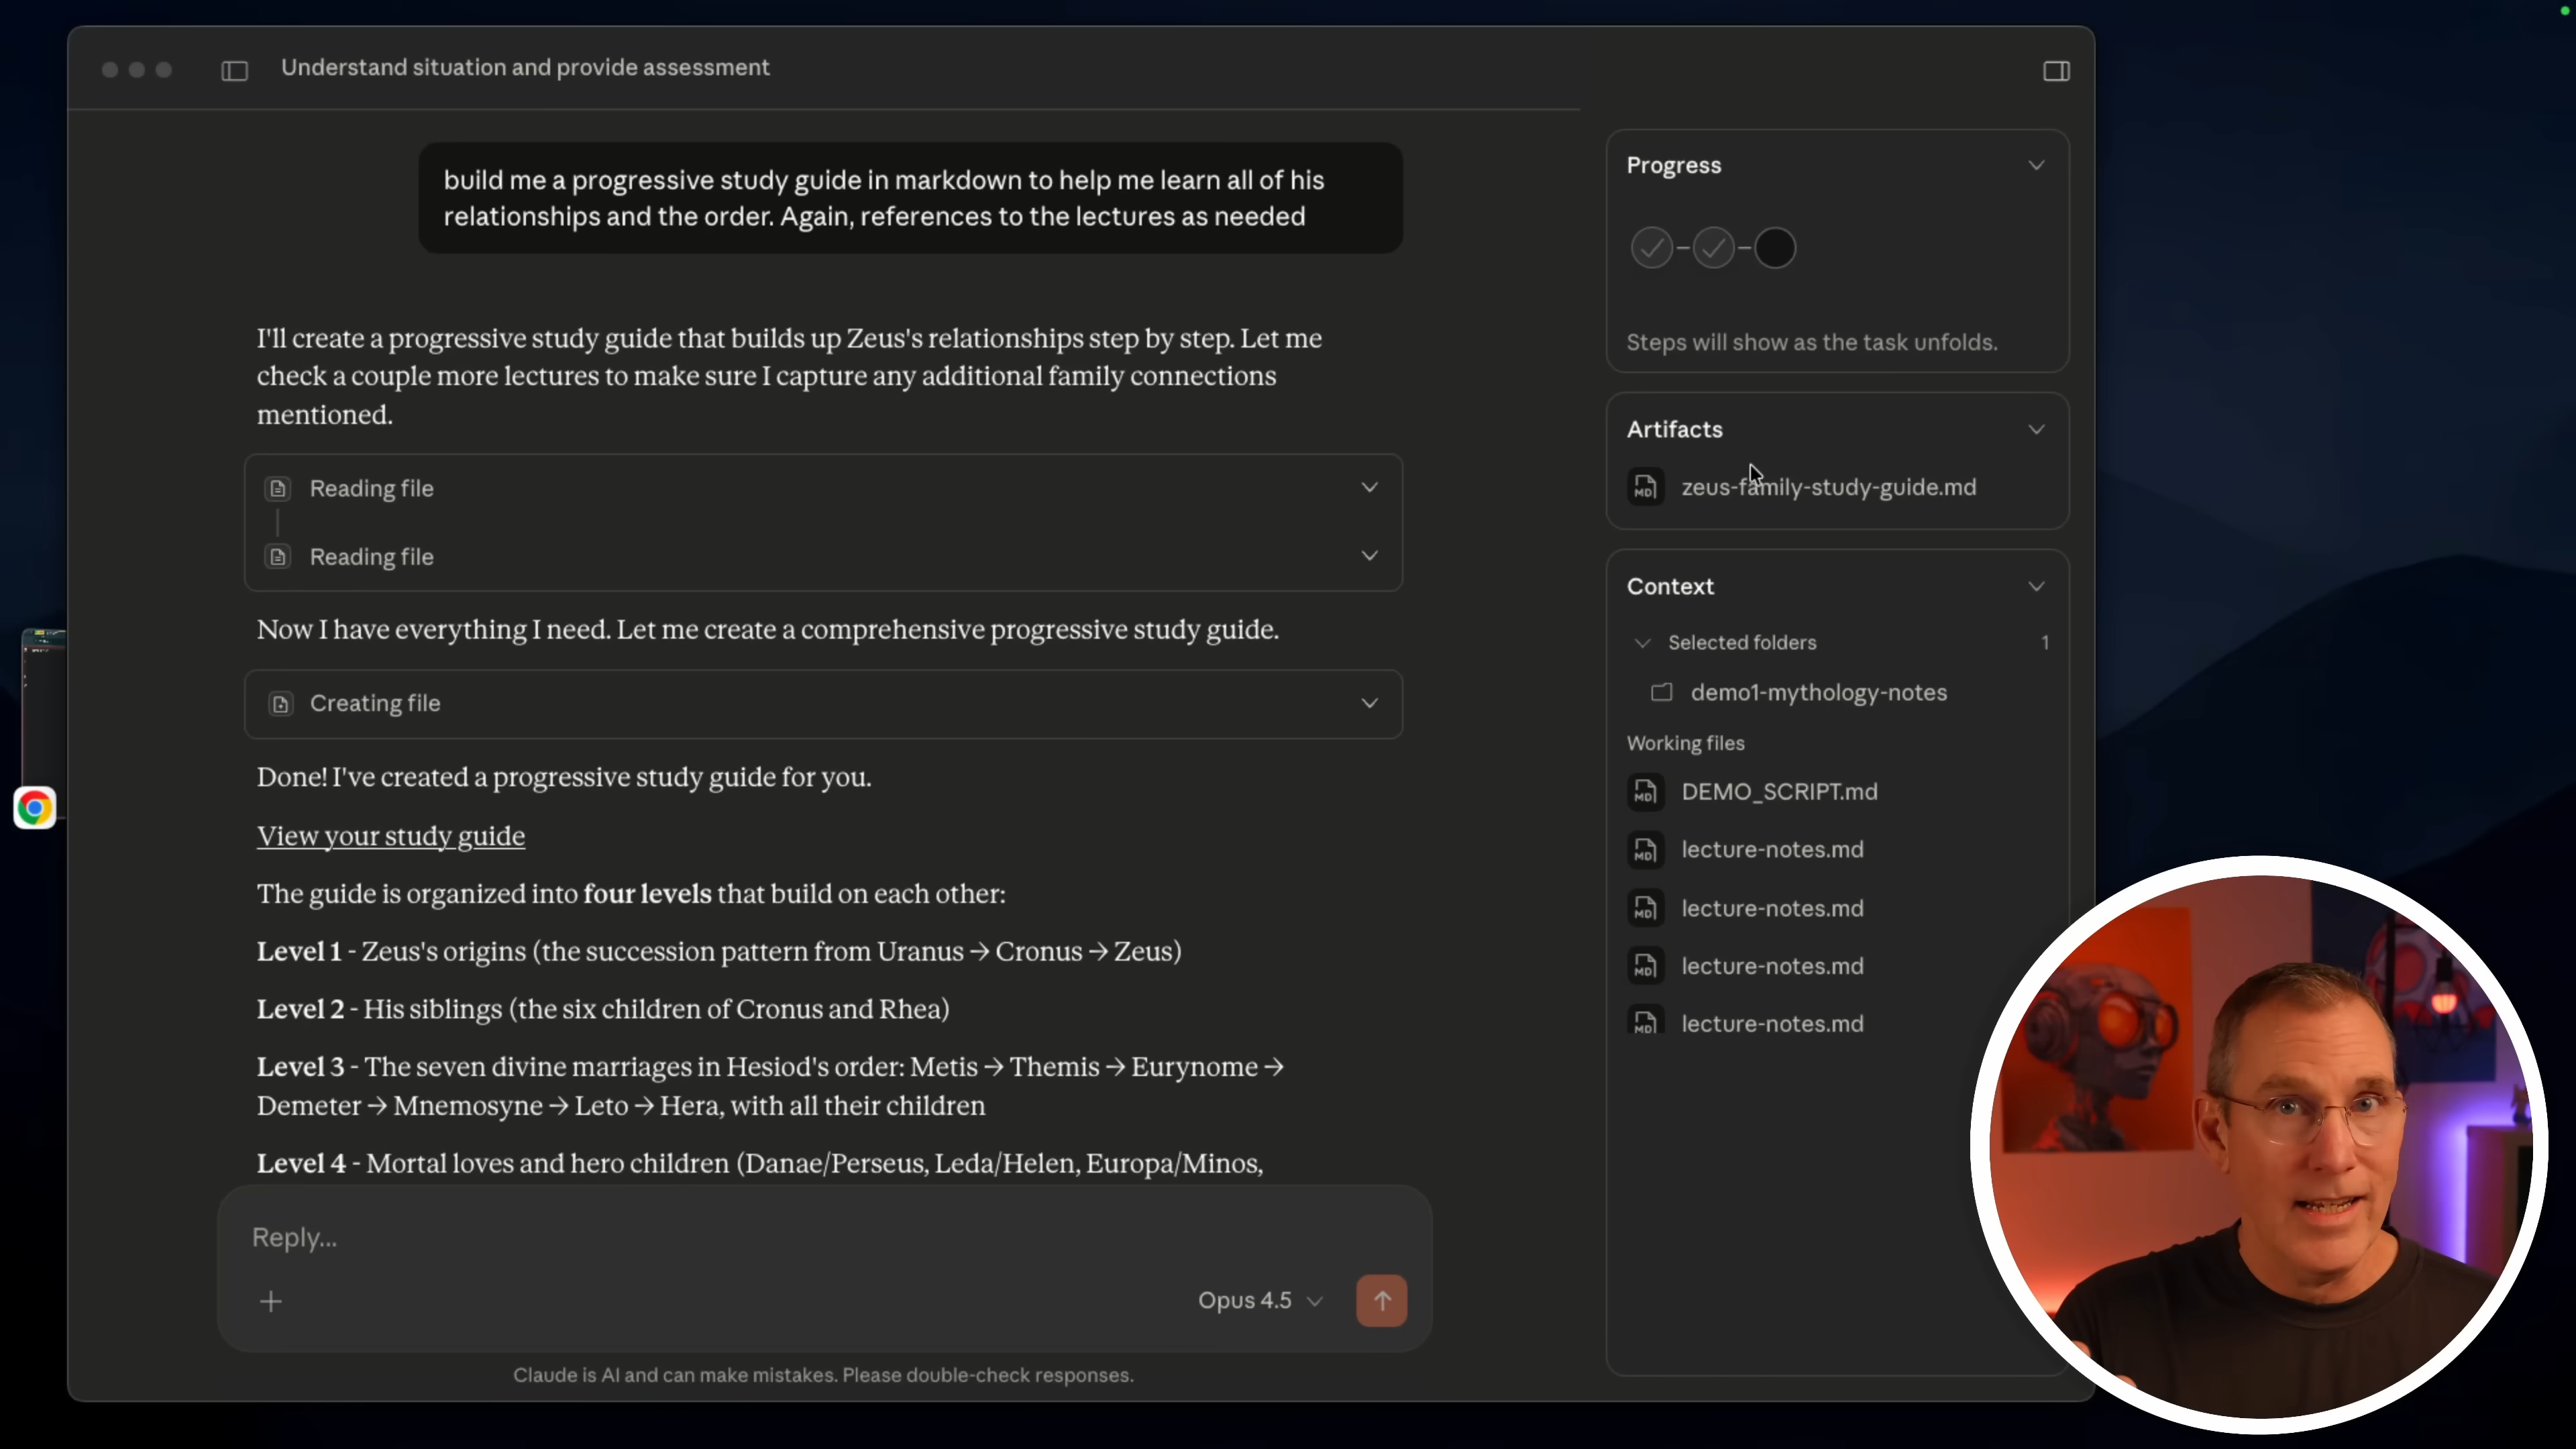 Understand situation and provide assessment
build me a progressive study guide in markdown to help me learn all of his
relationships and the order. Again, references to the lectures as needed
I'll create a progressive study guide that builds up Zeus's relationships step by step. Let me
check a couple more lectures to make sure I capture any additional family connections
mentioned.
Reading file
Reading file
Now I have everything I need. Let me create a comprehensive progressive study guide.
Creating file
Done! I've created a progressive study guide for you.
View your study guide
The guide is organized into four levels that build on each other:
Level 1 - Zeus's origins (the succession pattern from Uranus → Cronus → Zeus)
Level 2 - His siblings (the six children of Cronus and Rhea)
Level 3 - The seven divine marriages in Hesiod's order: Metis → Themis → Eurynome →
Demeter → Mnemosyne → Leto → Hera, with all their children
Level 4 - Mortal loves and hero children (Danae/Perseus, Leda/Helen, Europa/Minos,
Reply...
Opus 4.5
Claude is AI and can make mistakes. Please double-check responses.
Progress
Steps will show as the task unfolds.
Artifacts
MD zeus-family-study-guide.md
Context
Selected folders 1
demo1-mythology-notes
Working files
MD DEMO_SCRIPT.md
MD lecture-notes.md
MD lecture-notes.md
MD lecture-notes.md
MD lecture-notes.md